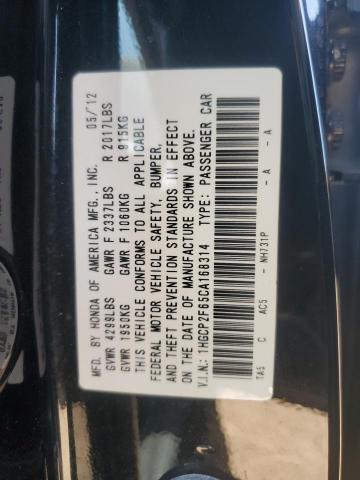 MFD. BY HONDA OF AMERICA MFG., INC. 05/12
GVWR 4299LBS GAWR F 2337LBS R 2017LBS
GVWR 1950KG GAWR F 1060KG R 915KG
THIS VEHICLE CONFORMS TO ALL APPLICABLE
FEDERAL MOTOR VEHICLE SAFETY, BUMPER,
AND THEFT PREVENTION STANDARDS IN EFFECT
ON THE DATE OF MANUFACTURE SHOWN ABOVE.
V.I.N.: 1HGCP2F65CA168314 TYPE: PASSENGER CAR
TA5 C AC5 - NH731P - A - A